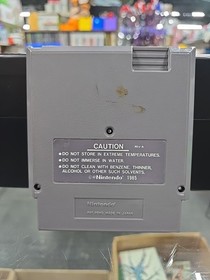 CAUTION
• DO NOT STORE IN EXTREME TEMPERATURES.
• DO NOT IMMERSE IN WATER.
• DO NOT CLEAN WITH BENZENE, THINNER,
ALCOHOL OR OTHER SUCH SOLVENTS.
©Nintendo 1985